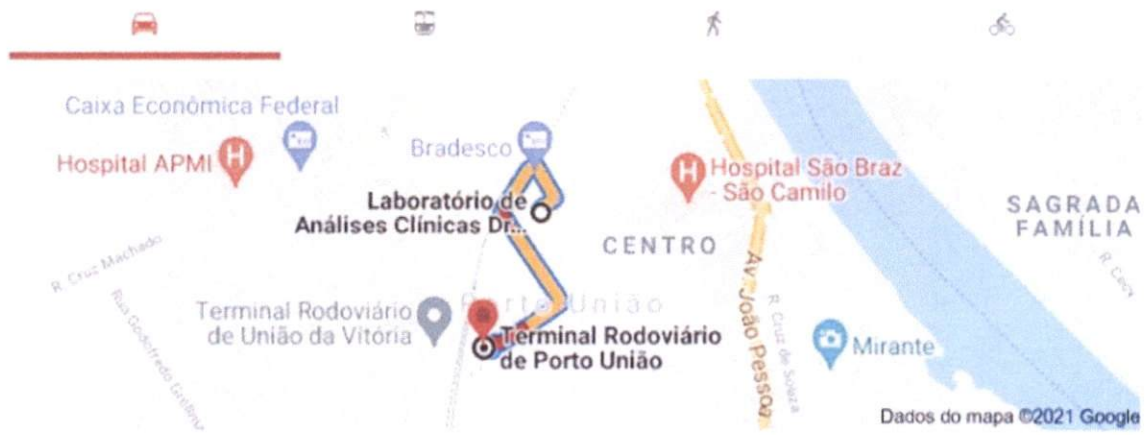 Caixa Econômica Federal
Hospital APMI
Bradesco
Laboratório de
Análises Clínicas Dr...
Hospital São Braz
- São Camilo
SAGRADA
FAMÍLIA
CENTRO
R. Cruz Machado
Terminal Rodoviário
de União da Vitória
Porto União
Terminal Rodoviário
de Porto União
Av. João Pessoa
R. Cruz de Souza
Mirante
Dados do mapa ©2021 Google